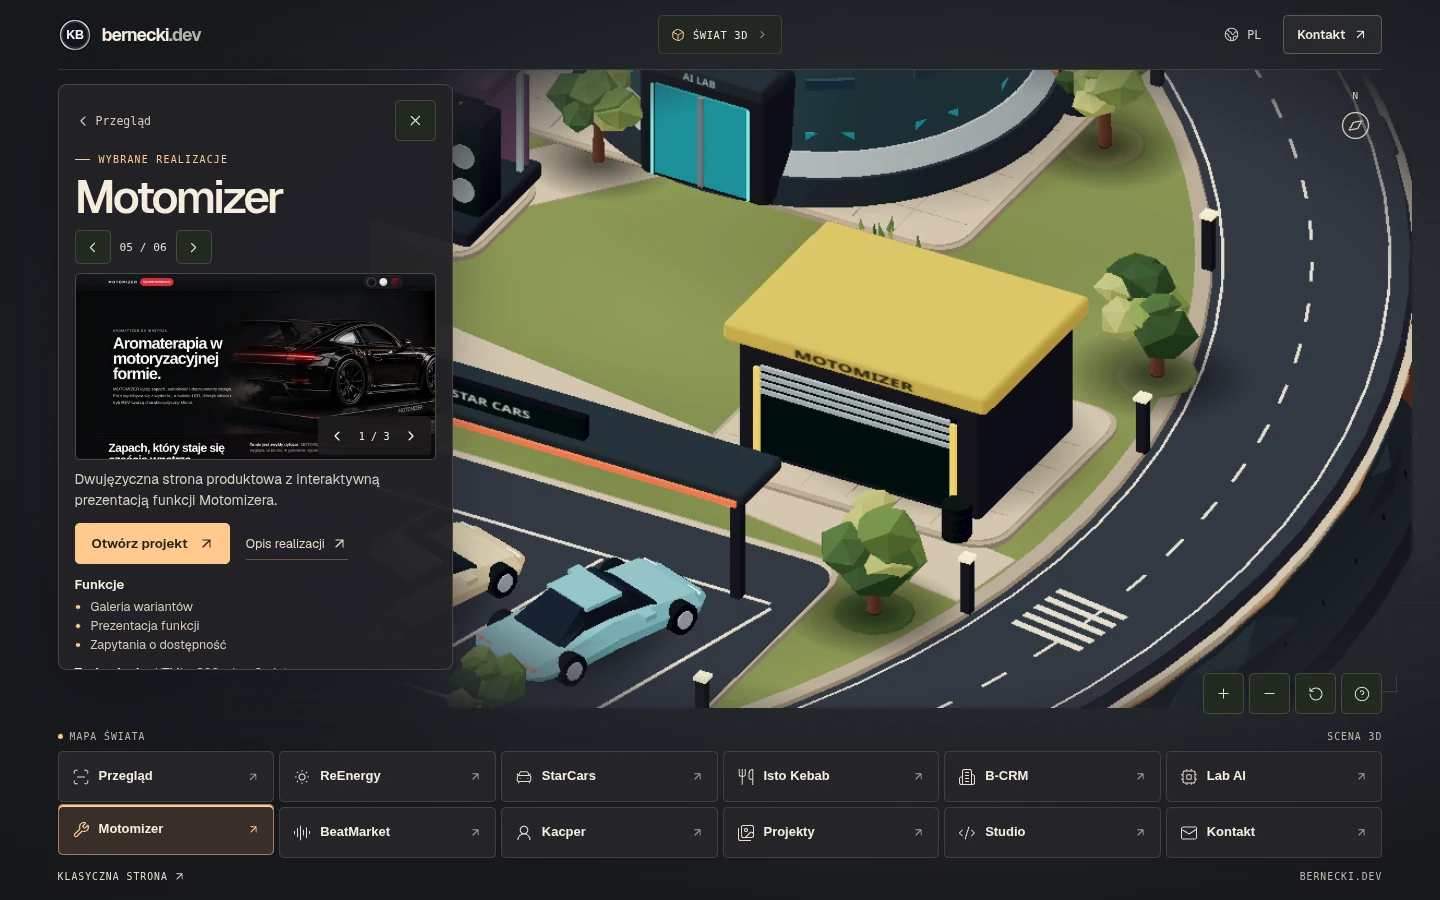 KB
bernecki.dev
ŚWIAT 3D
PL
Kontakt
Przegląd
WYBRANE REALIZACJE
Motomizer
05 / 06
MOTOMIZER
Aromaterapia w
motoryzacyjnej
formie.
MOTOMIZER
Zapach, który staje się
1 / 3
Dwujęzyczna strona produktowa z interaktywną
prezentacją funkcji Motomizera.
Otwórz projekt
Opis realizacji
Funkcje
Galeria wariantów
Prezentacja funkcji
Zapytania o dostępność
AI LAB
N
MOTOMIZER
STAR CARS
MAPA ŚWIATA
SCENA 3D
Przegląd
ReEnergy
StarCars
Isto Kebab
B-CRM
Lab AI
Motomizer
BeatMarket
Kacper
Projekty
Studio
Kontakt
KLASYCZNA STRONA
BERNECKI.DEV